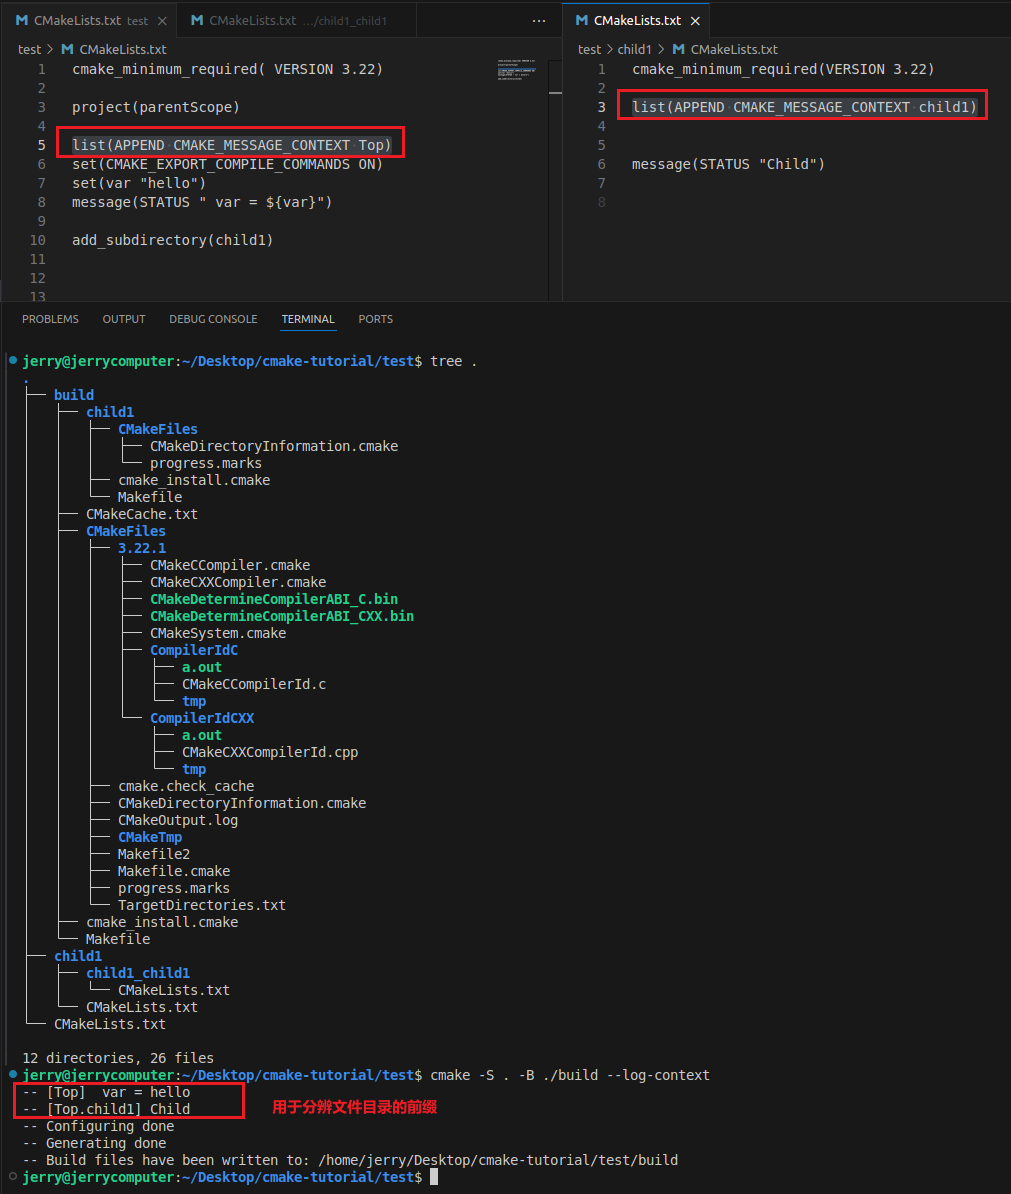 CMakeLists.txt test
CMakeLists.txt .../child1_child1
CMakeLists.txt
test > CMakeLists.txt
1 cmake_minimum_required( VERSION 3.22)
2
3 project(parentScope)
4
5 list(APPEND CMAKE_MESSAGE_CONTEXT Top)
6 set(CMAKE_EXPORT_COMPILE_COMMANDS ON)
7 set(var "hello")
8 message(STATUS " var = ${var}")
9
10 add_subdirectory(child1)
11
12
13
test > child1 > CMakeLists.txt
1 cmake_minimum_required(VERSION 3.22)
2
3 list(APPEND CMAKE_MESSAGE_CONTEXT child1)
4
5
6 message(STATUS "Child")
7
8
PROBLEMS OUTPUT DEBUG CONSOLE TERMINAL PORTS
jerry@jerrycomputer:~/Desktop/cmake-tutorial/test$ tree .
.
├── build
│   ├── child1
│   │   ├── CMakeFiles
│   │   │   ├── CMakeDirectoryInformation.cmake
│   │   │   └── progress.marks
│   │   ├── cmake_install.cmake
│   │   └── Makefile
│   ├── CMakeCache.txt
│   ├── CMakeFiles
│   │   ├── 3.22.1
│   │   │   ├── CMakeCCompiler.cmake
│   │   │   ├── CMakeCXXCompiler.cmake
│   │   │   ├── CMakeDetermineCompilerABI_C.bin
│   │   │   ├── CMakeDetermineCompilerABI_CXX.bin
│   │   │   ├── CMakeSystem.cmake
│   │   │   ├── CompilerIdC
│   │   │   │   ├── a.out
│   │   │   │   ├── CMakeCCompilerId.c
│   │   │   │   └── tmp
│   │   │   └── CompilerIdCXX
│   │   │       ├── a.out
│   │   │       ├── CMakeCXXCompilerId.cpp
│   │   │       └── tmp
│   │   ├── cmake.check_cache
│   │   ├── CMakeDirectoryInformation.cmake
│   │   ├── CMakeOutput.log
│   │   ├── CMakeTmp
│   │   ├── Makefile2
│   │   ├── Makefile.cmake
│   │   ├── progress.marks
│   │   └── TargetDirectories.txt
│   ├── cmake_install.cmake
│   └── Makefile
├── child1
│   ├── child1_child1
│   │   └── CMakeLists.txt
│   └── CMakeLists.txt
└── CMakeLists.txt

12 directories, 26 files
jerry@jerrycomputer:~/Desktop/cmake-tutorial/test$ cmake -S . -B ./build --log-context
-- [Top]  var = hello
-- [Top.child1] Child
用于分辨文件目录的前缀
-- Configuring done
-- Generating done
-- Build files have been written to: /home/jerry/Desktop/cmake-tutorial/test/build
jerry@jerrycomputer:~/Desktop/cmake-tutorial/test$